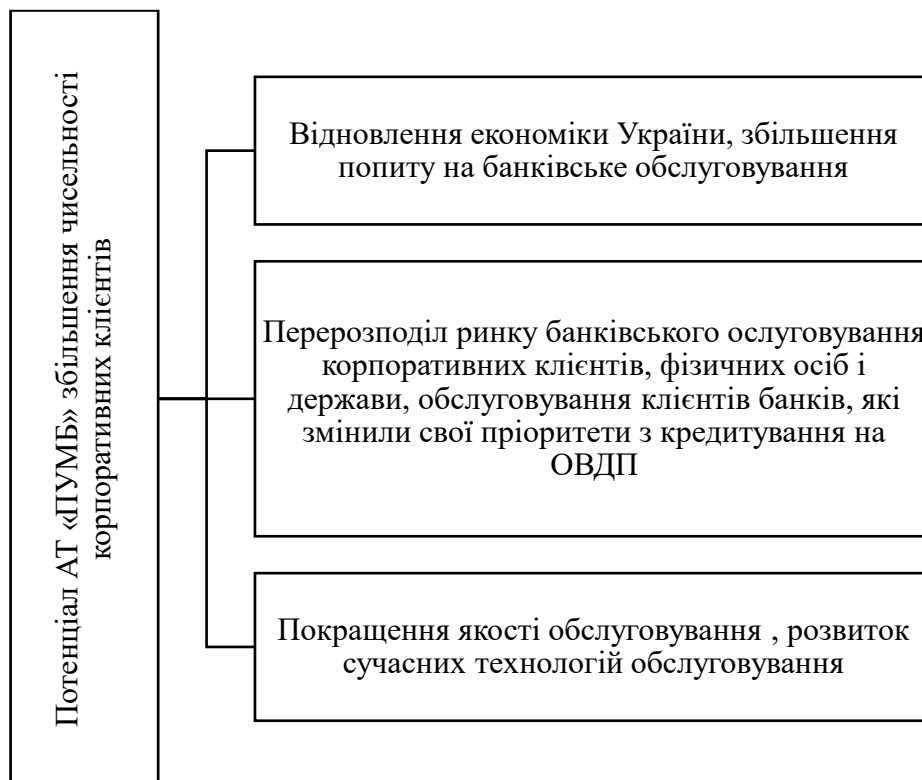 Потенціал АТ «ПУМБ» збільшення чисельності
корпоративних клієнтів
Відновлення економіки України, збільшення
попиту на банківське обслуговування
Перерозподіл ринку банківського ослуговування
корпоративних клієнтів, фізичних осіб і
держави, обслуговування клієнтів банків, які
змінили свої пріоритети з кредитування на
ОВДП
Покращення якості обслуговування , розвиток
сучасних технологій обслуговування